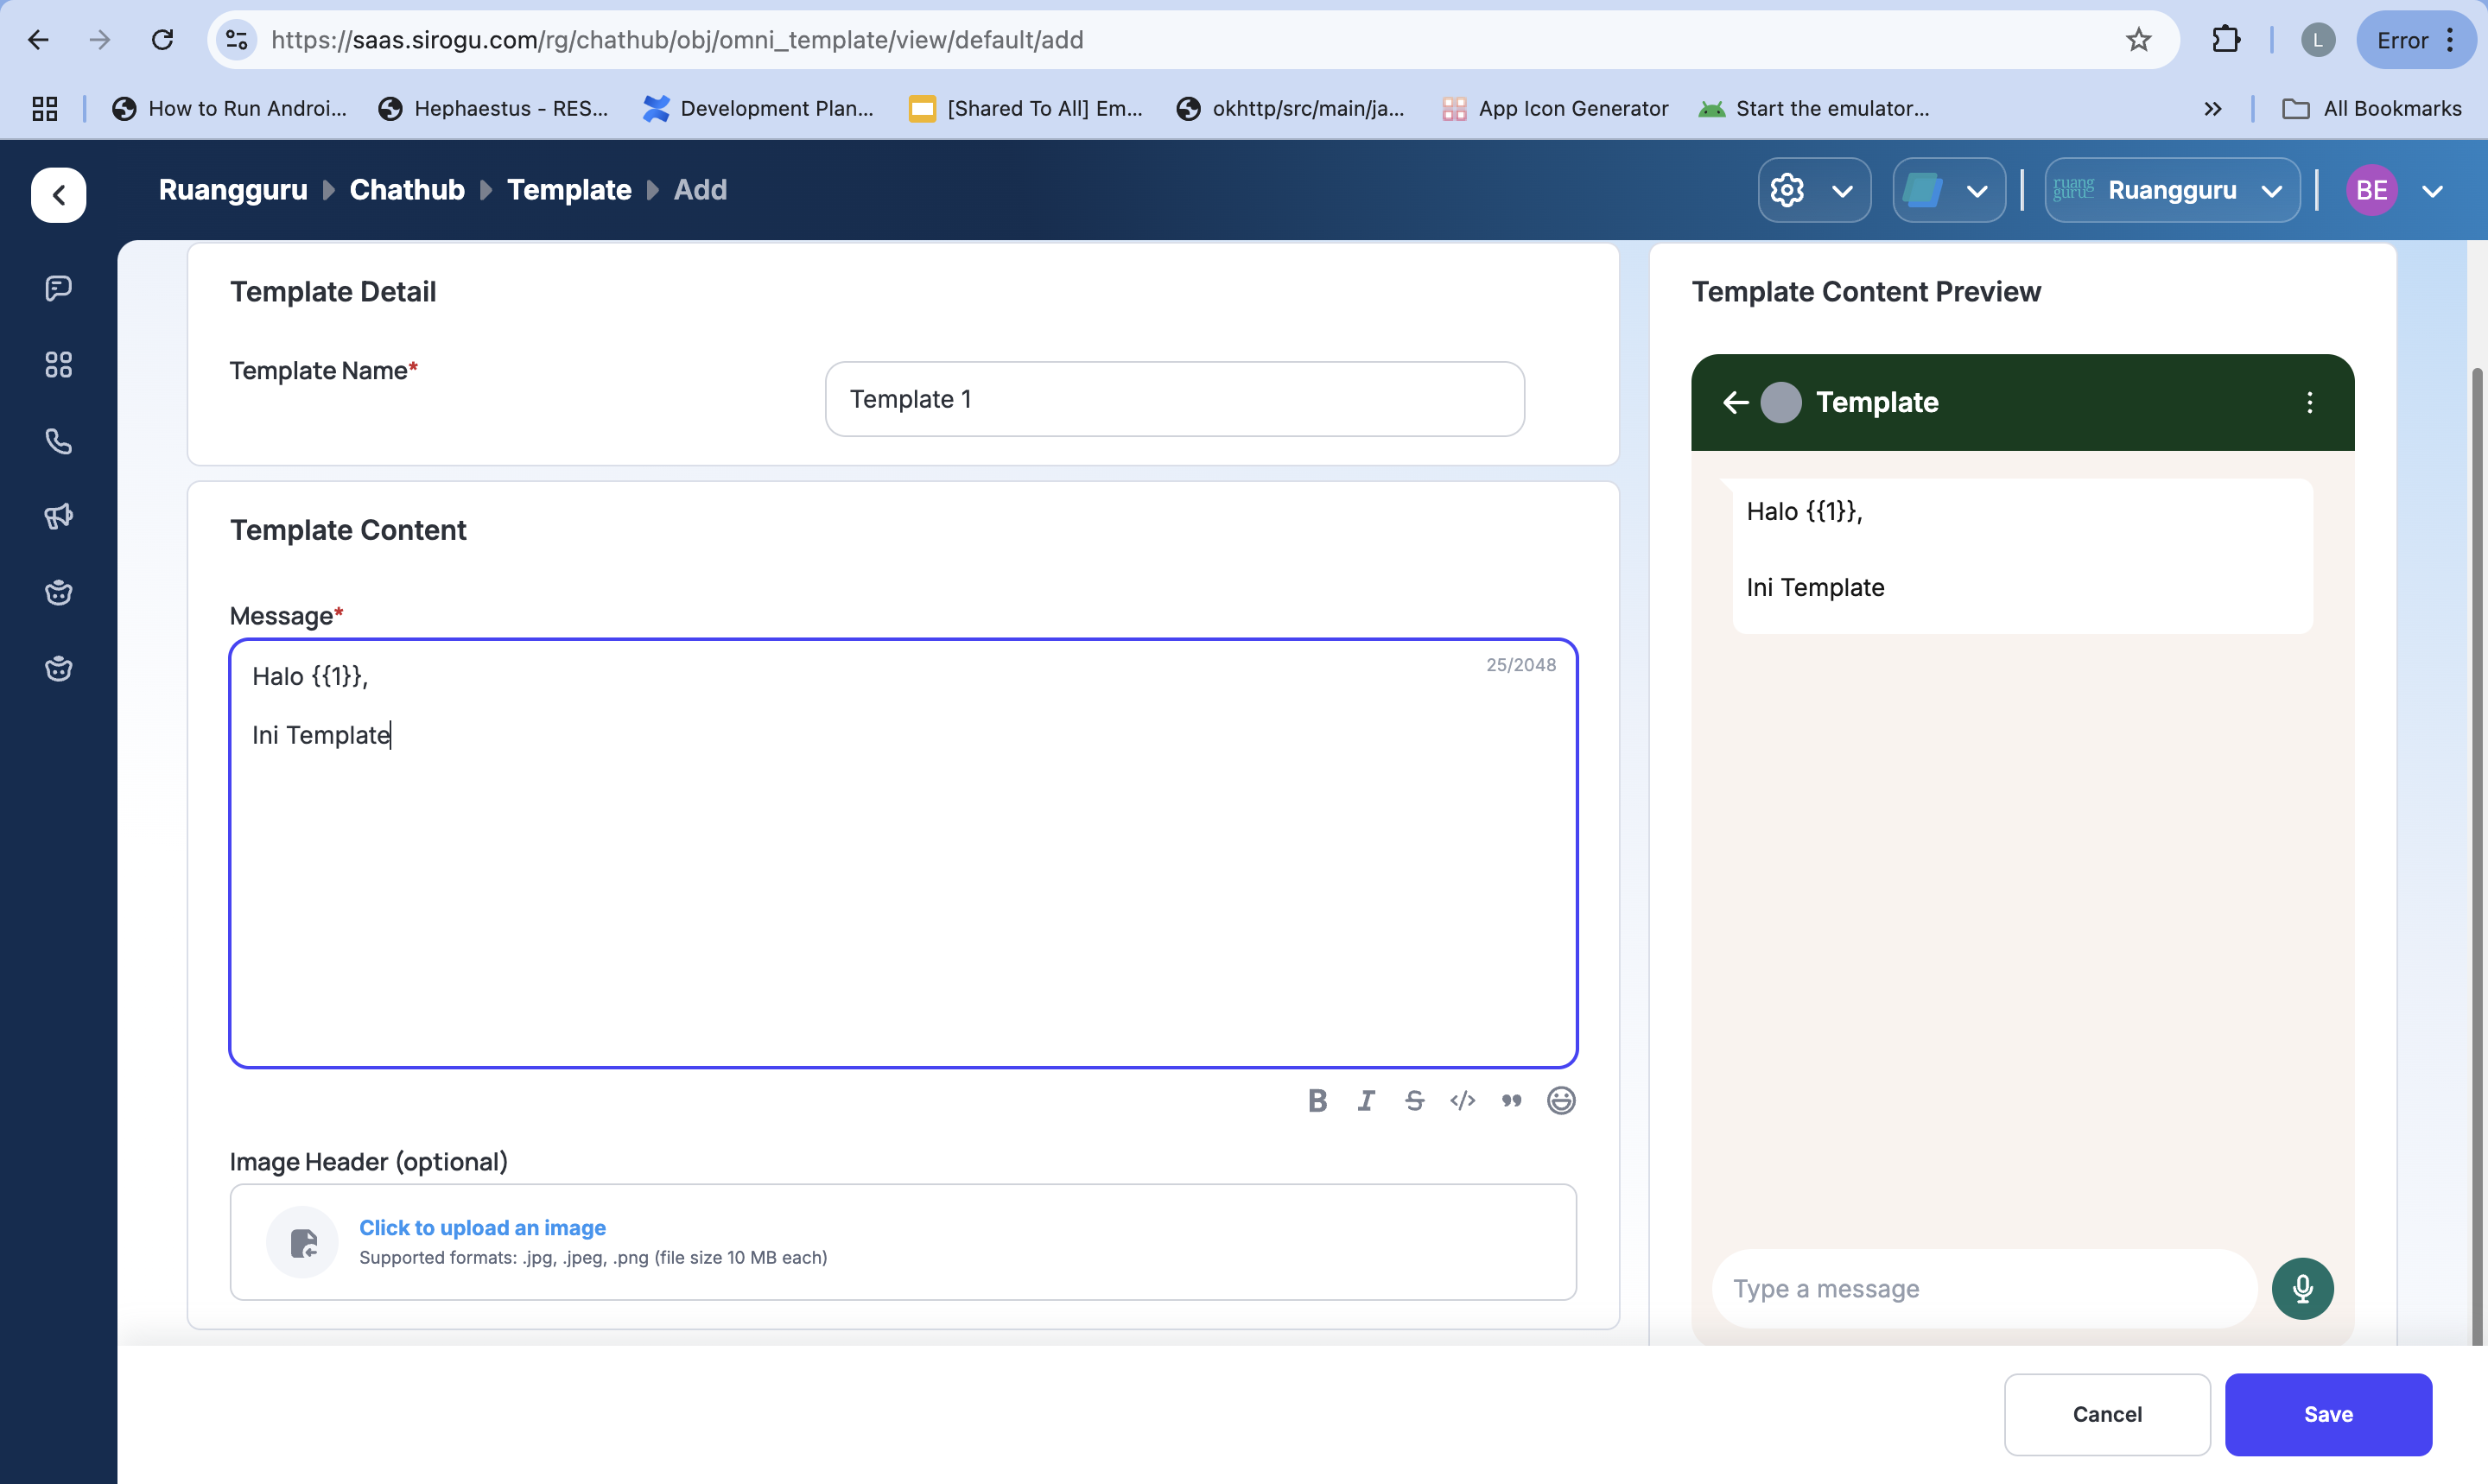 https://saas.sirogu.com/rg/chathub/obj/omni_template/view/default/add
L
Error
How to Run Androi...
Hephaestus - RES...
Development Plan...
[Shared To All] Em...
okhttp/src/main/ja...
App Icon Generator
Start the emulator...
All Bookmarks
Ruangguru
Chathub
Template
Add
ruang
guru
Ruangguru
BE
Template Detail
Template Name*
Template 1
Template Content
Message*
25/2048
Halo {{1}},
Ini Template
B I S </>
Image Header (optional)
Click to upload an image
Supported formats: .jpg, .jpeg, .png (file size 10 MB each)
Template Content Preview
Template
Halo {{1}},
Ini Template
Type a message
Cancel
Save